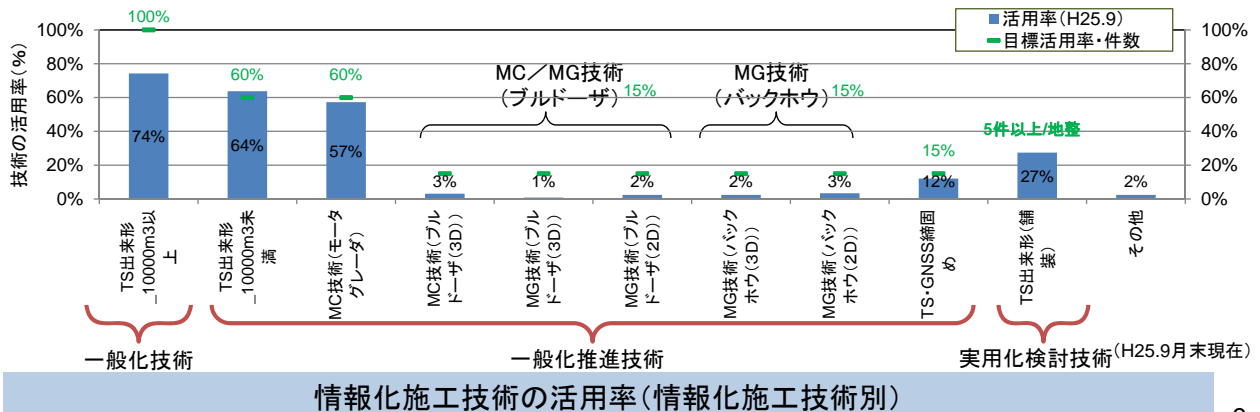 100%
活用率(H25.9)
目標活用率・件数
技術の活用率(%)
100%
80%
60%
40%
20%
0%
100%
80%
60%
40%
20%
0%
60%
60%
MC／MG技術
(ブルドーザ)
15%
MG技術
(バックホウ)
15%
15%
5件以上/地整
74%
64%
57%
3%
1%
2%
2%
3%
12%
27%
2%
TS出来形
_10000m3以
上
TS出来形
_10000m3未
満
MC技術(モータ
グレーダ)
MC技術(ブル
ドーザ(3D))
MG技術(ブル
ドーザ(3D))
MG技術(ブル
ドーザ(2D))
MG技術(バック
ホウ(3D))
MG技術(バック
ホウ(2D))
TS・GNSS締固
め
TS出来形(舗
装)
その他
一般化技術
一般化推進技術
実用化検討技術
(H25.9月末現在)
情報化施工技術の活用率(情報化施工技術別)